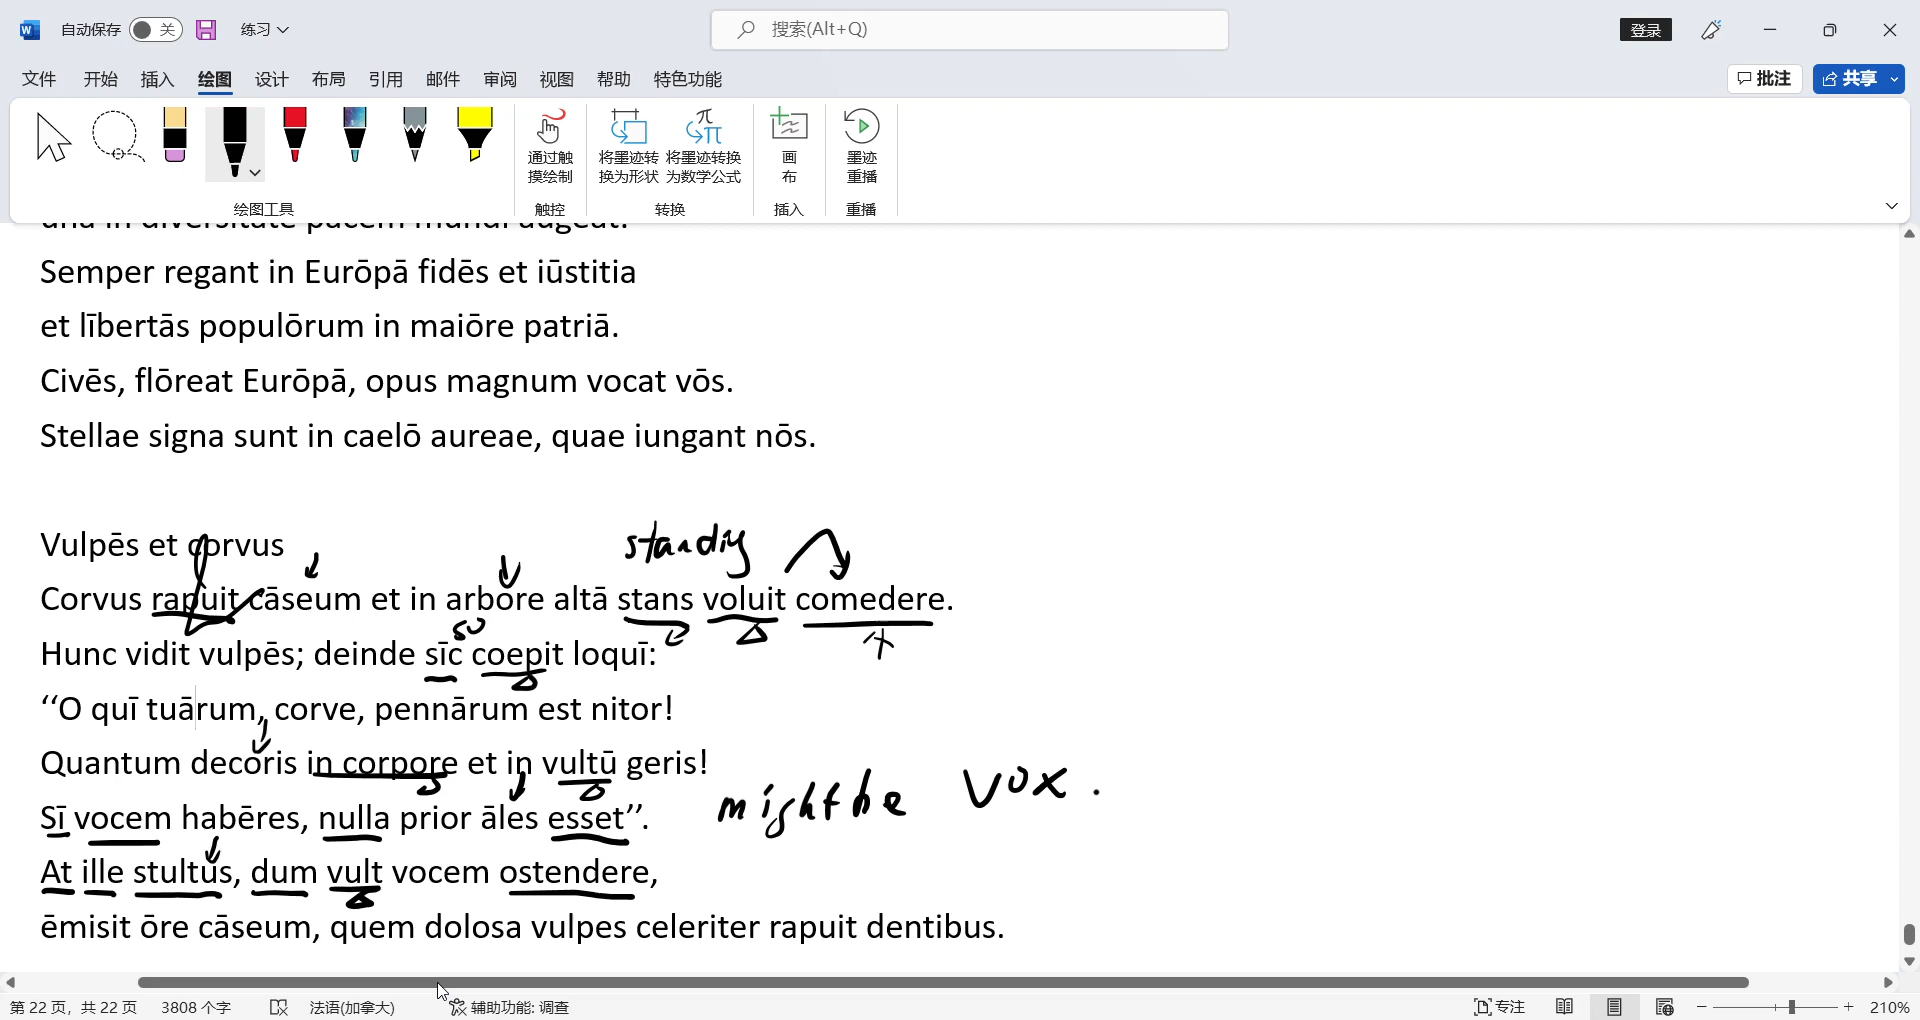 自动保存 关 练习 搜索(Alt+Q) 登录
文件 开始 插入 绘图 设计 布局 引用 邮件 审阅 视图 帮助 特色功能 批注 共享
通过触摸绘制 将墨迹转换为形状 将墨迹转换为数学公式 画布 墨迹重播
绘图工具 触控 转换 插入 重播
una in diversitate pacem mundi augeat.
Semper regant in Eurōpā fidēs et iūstitia
et lībertās populōrum in maiōre patriā.
Civēs, flōreat Eurōpā, opus magnum vocat vōs.
Stellae signa sunt in caelō aureae, quae iungant nōs.
Vulpēs et corvus
standing
Corvus rapuit cāseum et in arbore altā stans voluit comedere.
so
Hunc vidit vulpēs; deinde sīc coepit loquī:
‘‘O quī tuārum, corve, pennārum est nitor!
Quantum decoris in corpore et in vultū geris!
might be vox.
Sī vocem habēres, nulla prior āles esset’’.
At ille stultus, dum vult vocem ostendere,
ēmisit ōre cāseum, quem dolosa vulpes celeriter rapuit dentibus.
第 22 页，共 22 页 3808 个字 法语(加拿大) 辅助功能: 调查 专注 210%